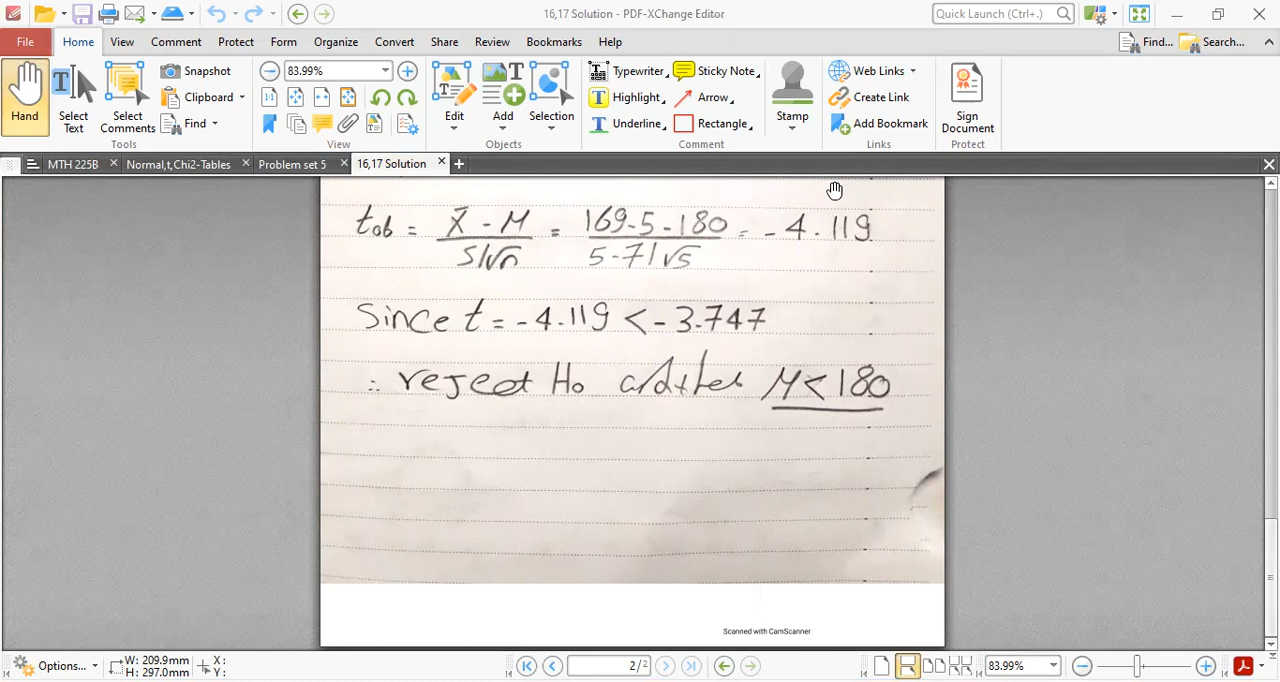 16,17 Solution - PDF-XChange Editor
Quick Launch (Ctrl+.)
File Home View Comment Protect Form Organize Convert Share Review Bookmarks Help
Find... Search...
Hand
Select Text
Select Comments
Snapshot
Clipboard
Find
Tools
83.99%
View
Edit
Add
Selection
Objects
Typewriter
Highlight
Underline
Sticky Note
Arrow
Rectangle
Stamp
Comment
Web Links
Create Link
Add Bookmark
Links
Sign Document
Protect
MTH 225B Normal,t,Chi2-Tables Problem set 5 16,17 Solution
tob = (X̄ - M) / (S/√n) = (169.5 - 180) / (5.7/√5) = -4.119
Since t = -4.119 < -3.747
∴ reject Ho M < 180
Scanned with CamScanner
Options...
W: 209.9mm
H: 297.0mm
X:
Y:
2/2
83.99%